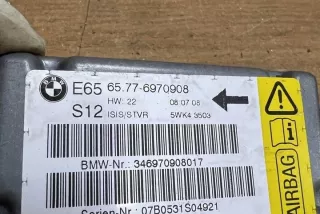 BMW
E65 65.77-6970908
HW: 22 08.07.08
S12 ISIS/STVR 5WK4 3503
BMW-Nr.: 346970908017
Serien-Nr.: 07B0531S04921
AIRBAG